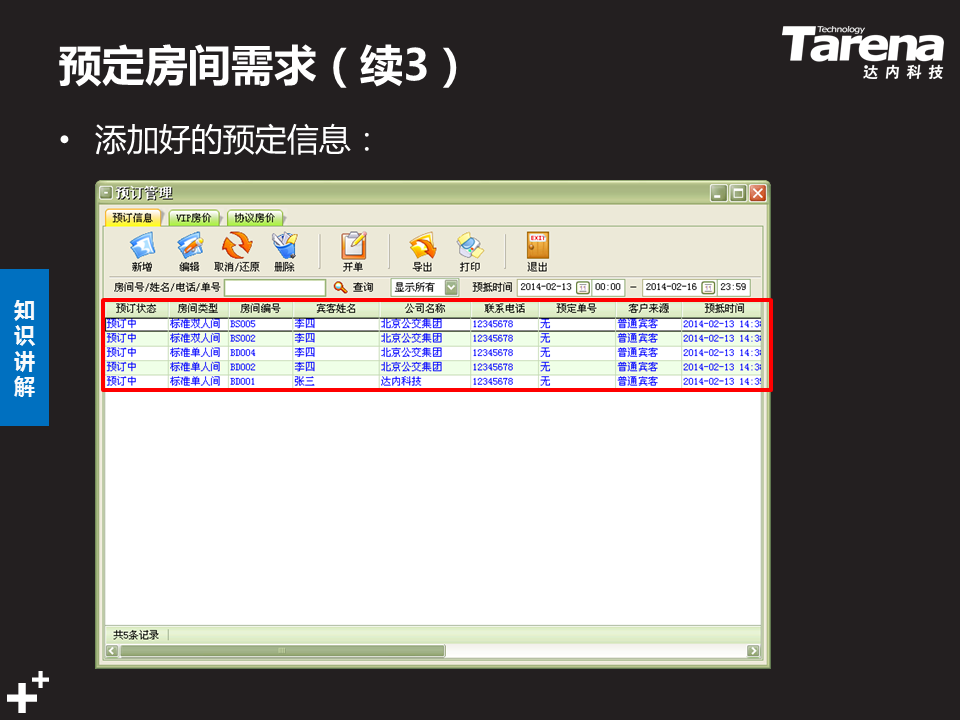 预定房间需求（续3）
Technology
Tarena
达内科技
• 添加好的预定信息：
知识讲解
预订管理
预订信息 VIP房价 协议房价
新增 编辑 取消/还原 删除 开单 导出 打印 EXIT 退出
房间号/姓名/电话/单号 查询 显示所有 预抵时间 2014-02-13 00:00 — 2014-02-16 23:59
预订状态 房间类型 房间编号 宾客姓名 公司名称 联系电话 预定单号 客户来源 预抵时间
预订中 标准双人间 BS005 李四 北京公交集团 12345678 无 普通宾客 2014-02-13 14:38
预订中 标准双人间 BS002 李四 北京公交集团 12345678 无 普通宾客 2014-02-13 14:38
预订中 标准单人间 BD004 李四 北京公交集团 12345678 无 普通宾客 2014-02-13 14:38
预订中 标准单人间 BD002 李四 北京公交集团 12345678 无 普通宾客 2014-02-13 14:38
预订中 标准单人间 BD001 张三 达内科技 12345678 无 普通宾客 2014-02-13 14:35
共5条记录